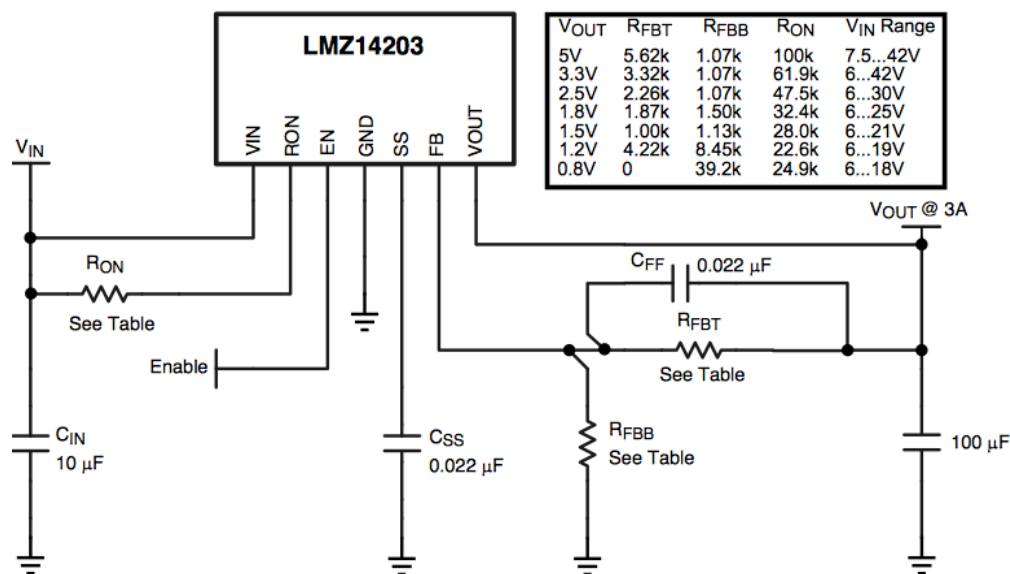 LMZ14203
VIN
RON
EN
GND
SS
FB
VOUT
VOUT RFBT RFBB RON VIN Range
5V 5.62k 1.07k 100k 7.5...42V
3.3V 3.32k 1.07k 61.9k 6...42V
2.5V 2.26k 1.07k 47.5k 6...30V
1.8V 1.87k 1.50k 32.4k 6...25V
1.5V 1.00k 1.13k 28.0k 6...21V
1.2V 4.22k 8.45k 22.6k 6...19V
0.8V 0 39.2k 24.9k 6...18V
VIN
VOUT @ 3A
RON
See Table
CFF 0.022 µF
RFBT
See Table
Enable
CIN
10 µF
CSS
0.022 µF
RFBB
See Table
100 µF